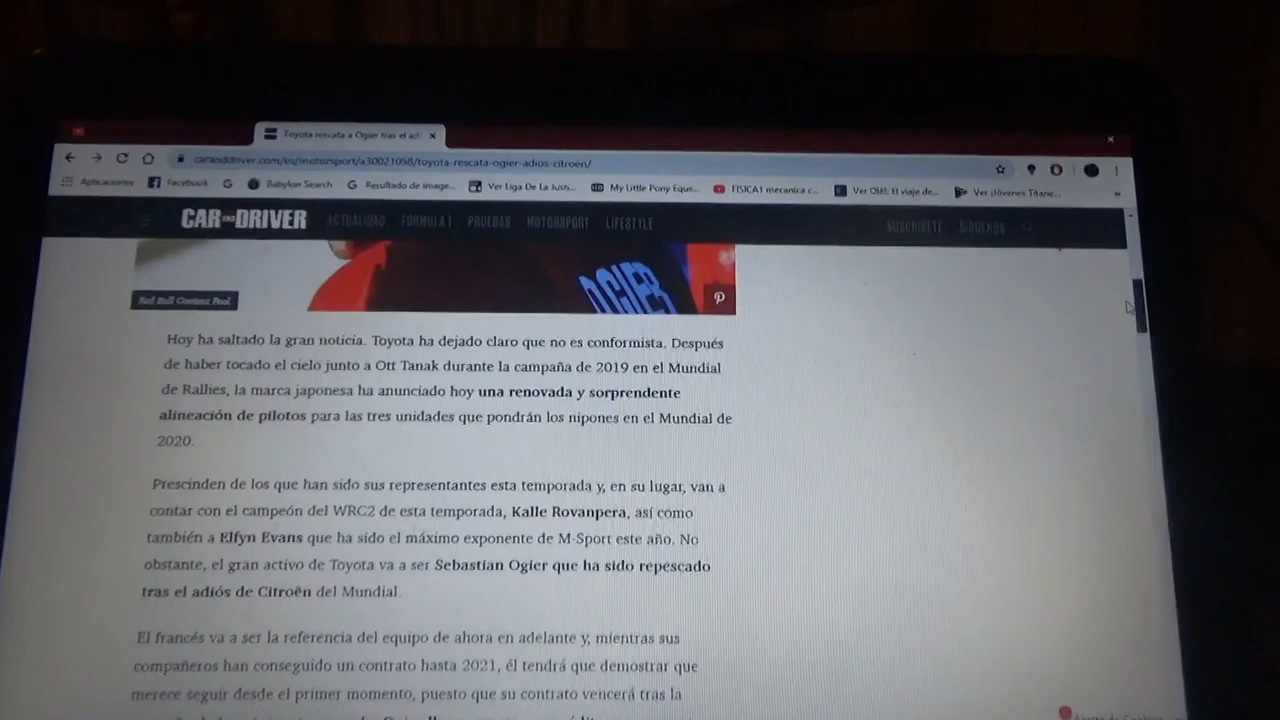 Toyota rescata a Ogier tras el adi
caranddriver.com/es/motorsport/a30021058/toyota-rescata-ogier-adios-citroen/
Aplicaciones Facebook Babylon Search Resultado de image... Ver Liga De La Justi... My Little Pony Eque... FISICA1 mecanica c... Ver Olé!: El viaje de... Ver ¡Jóvenes Titane...
CAR AND DRIVER ACTUALIDAD FÓRMULA 1 PRUEBAS MOTORSPORT LIFESTYLE SUSCRÍBETE SÍGUENOS
OGIER
Red Bull Content Pool
Hoy ha saltado la gran noticia. Toyota ha dejado claro que no es conformista. Después
de haber tocado el cielo junto a Ott Tanak durante la campaña de 2019 en el Mundial
de Rallies, la marca japonesa ha anunciado hoy una renovada y sorprendente
alineación de pilotos para las tres unidades que pondrán los nipones en el Mundial de
2020.
Prescinden de los que han sido sus representantes esta temporada y, en su lugar, van a
contar con el campeón del WRC2 de esta temporada, Kalle Rovanpera, así como
también a Elfyn Evans que ha sido el máximo exponente de M-Sport este año. No
obstante, el gran activo de Toyota va a ser Sebastian Ogier que ha sido repescado
tras el adiós de Citroën del Mundial.
El francés va a ser la referencia del equipo de ahora en adelante y, mientras sus
compañeros han conseguido un contrato hasta 2021, él tendrá que demostrar que
merece seguir desde el primer momento, puesto que su contrato vencerá tras la